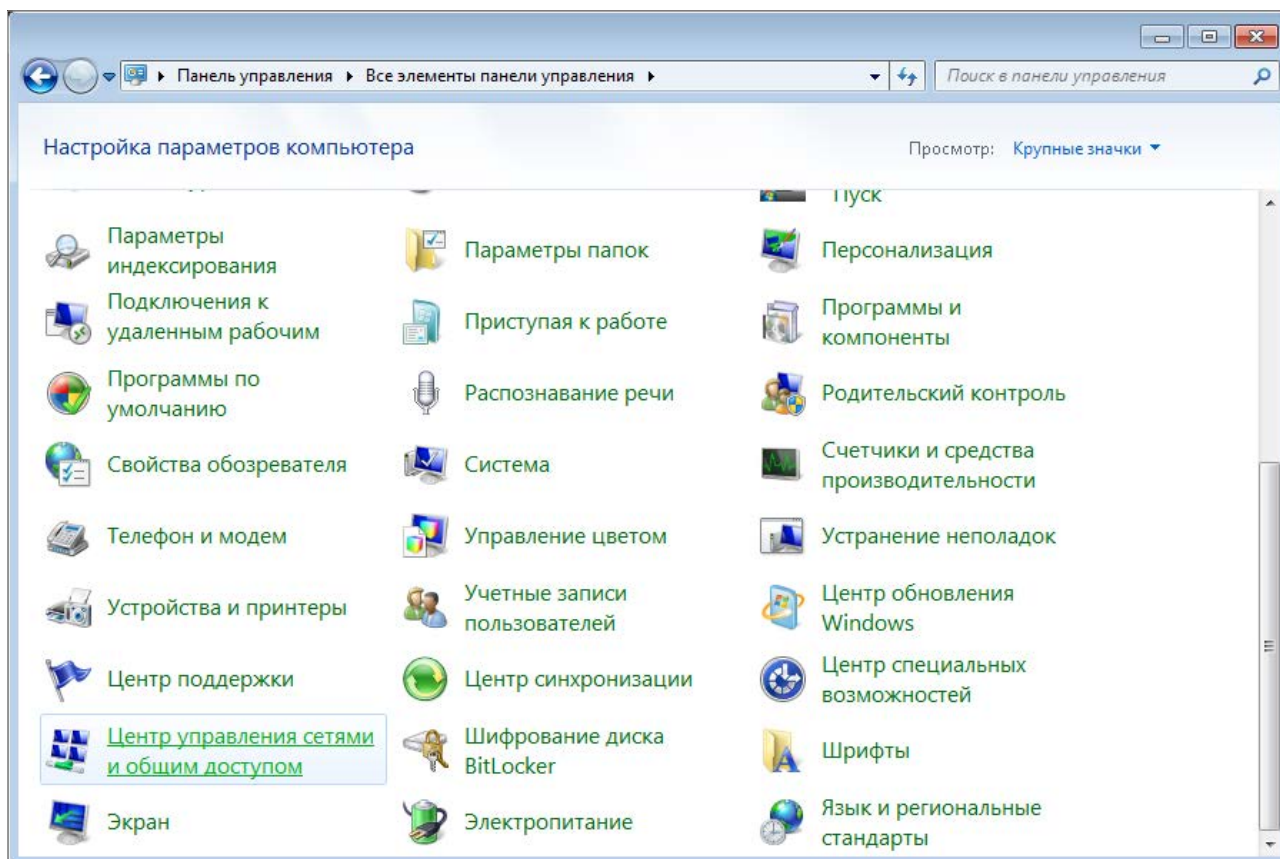 Панель управления
Все элементы панели управления
Поиск в панели управления
Настройка параметров компьютера
Просмотр: Крупные значки
Пуск
Параметры
индексирования
Параметры папок
Персонализация
Подключения к
удаленным рабочим
Приступая к работе
Программы и
компоненты
Программы по
умолчанию
Распознавание речи
Родительский контроль
Свойства обозревателя
Система
Счетчики и средства
производительности
Телефон и модем
Управление цветом
Устранение неполадок
Устройства и принтеры
Учетные записи
пользователей
Центр обновления
Windows
Центр поддержки
Центр синхронизации
Центр специальных
возможностей
Центр управления сетями
и общим доступом
Шифрование диска
BitLocker
Шрифты
Экран
Электропитание
Язык и региональные
стандарты